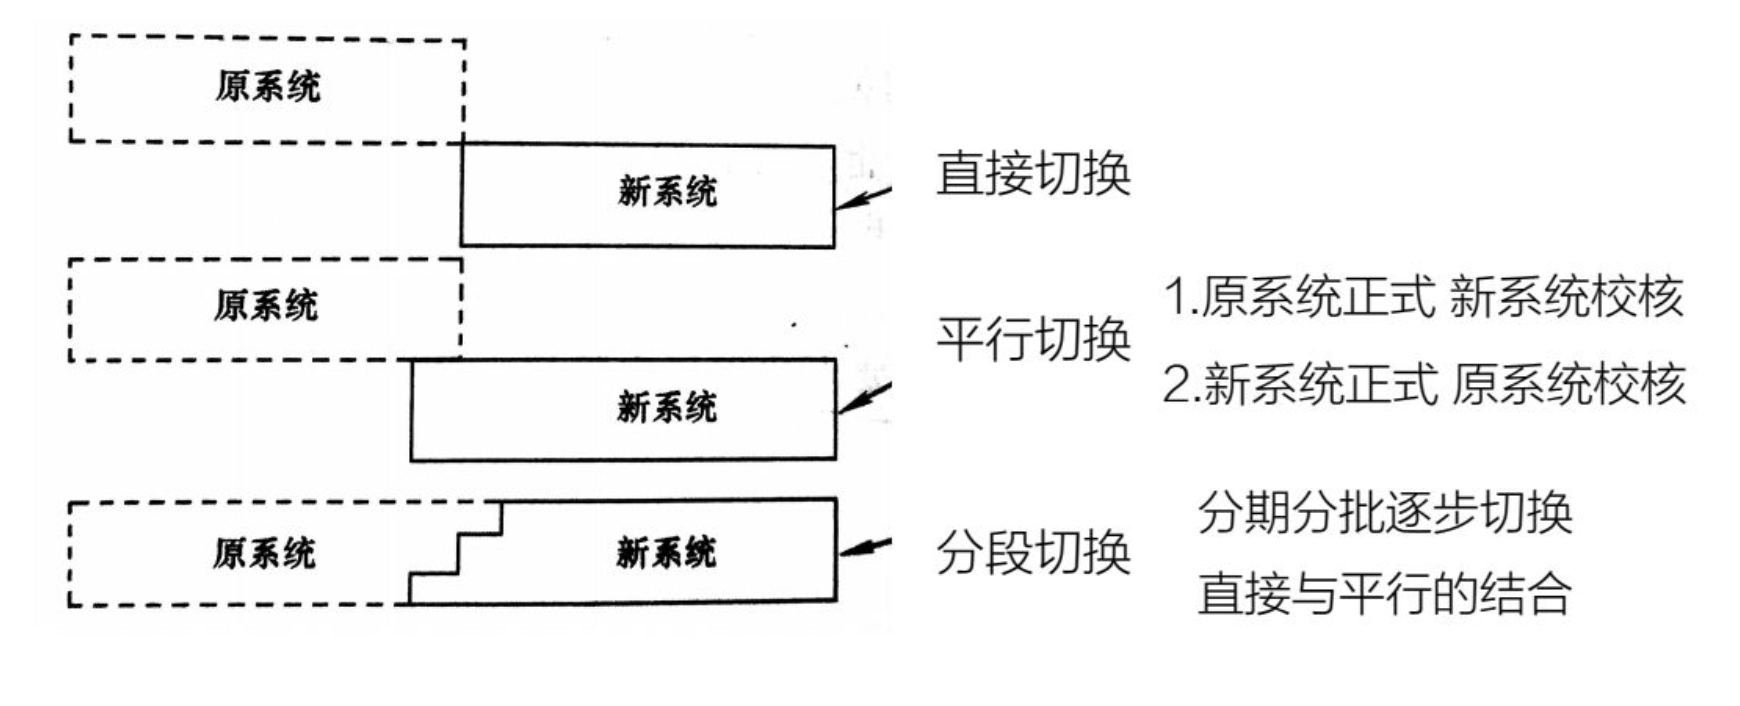 原系统
新系统
直接切换
原系统
新系统
平行切换
1.原系统正式 新系统校核
2.新系统正式 原系统校核
原系统
新系统
分段切换
分期分批逐步切换
直接与平行的结合